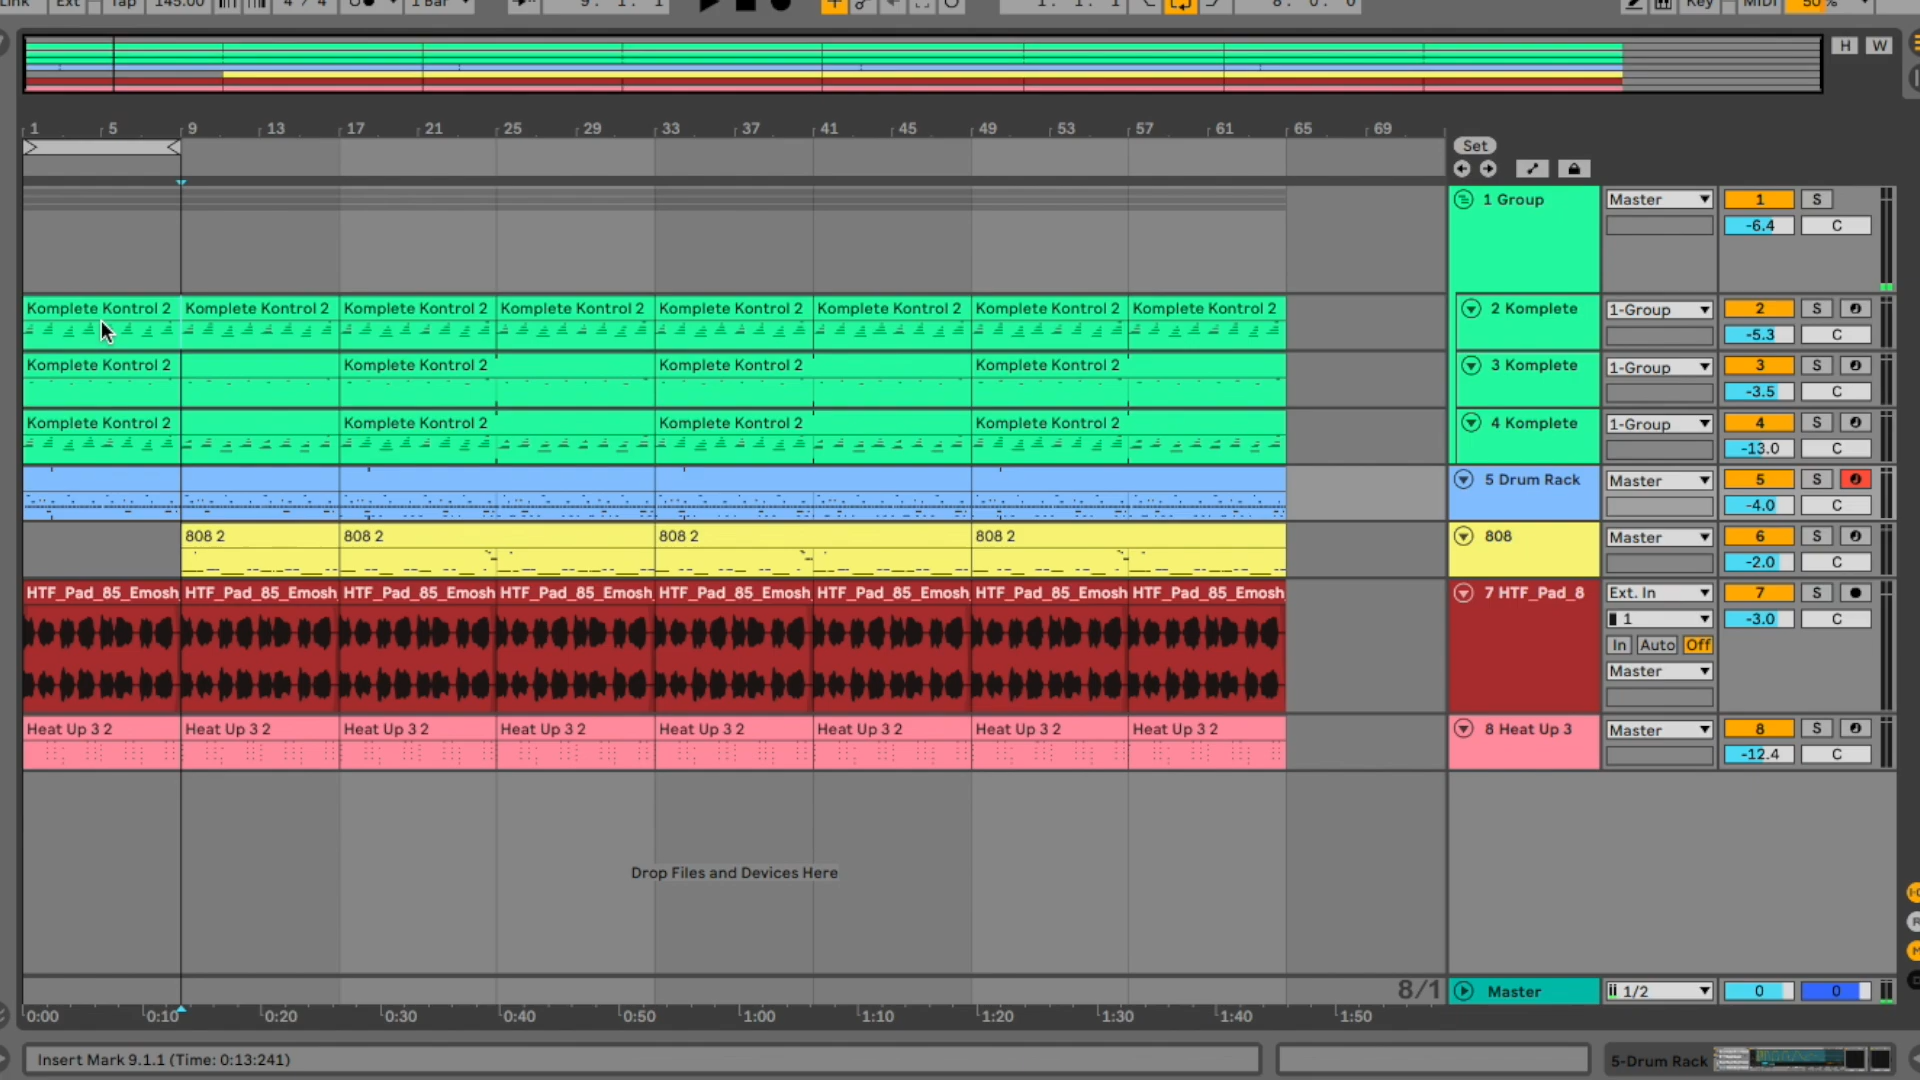 Link Ext Tap 145.00 4 / 4 1 Bar 9. 1. 1 1. 1. 1 8. 0. 0 Key MIDI 50 %
H W
1 5 9 13 17 21 25 29 33 37 41 45 49 53 57 61 65 69
Set
1 Group Master 1 S
-6.4 C
Komplete Kontrol 2 Komplete Kontrol 2 Komplete Kontrol 2 Komplete Kontrol 2 Komplete Kontrol 2 Komplete Kontrol 2 Komplete Kontrol 2 Komplete Kontrol 2 2 Komplete 1-Group 2 S
-5.3 C
Komplete Kontrol 2 Komplete Kontrol 2 Komplete Kontrol 2 Komplete Kontrol 2 3 Komplete 1-Group 3 S
-3.5 C
Komplete Kontrol 2 Komplete Kontrol 2 Komplete Kontrol 2 Komplete Kontrol 2 4 Komplete 1-Group 4 S
-13.0 C
5 Drum Rack Master 5 S
-4.0 C
808 2 808 2 808 2 808 2 808 Master 6 S
-2.0 C
HTF_Pad_85_Emosh HTF_Pad_85_Emosh HTF_Pad_85_Emosh HTF_Pad_85_Emosh HTF_Pad_85_Emosh HTF_Pad_85_Emosh HTF_Pad_85_Emosh HTF_Pad_85_Emosh 7 HTF_Pad_8 Ext. In 7 S
1 -3.0 C
In Auto Off
Master
Heat Up 3 2 Heat Up 3 2 Heat Up 3 2 Heat Up 3 2 Heat Up 3 2 Heat Up 3 2 Heat Up 3 2 Heat Up 3 2 8 Heat Up 3 Master 8 S
-12.4 C
Drop Files and Devices Here
8/1 Master 1/2 0 0
0:00 0:10 0:20 0:30 0:40 0:50 1:00 1:10 1:20 1:30 1:40 1:50
Insert Mark 9.1.1 (Time: 0:13:241) 5-Drum Rack